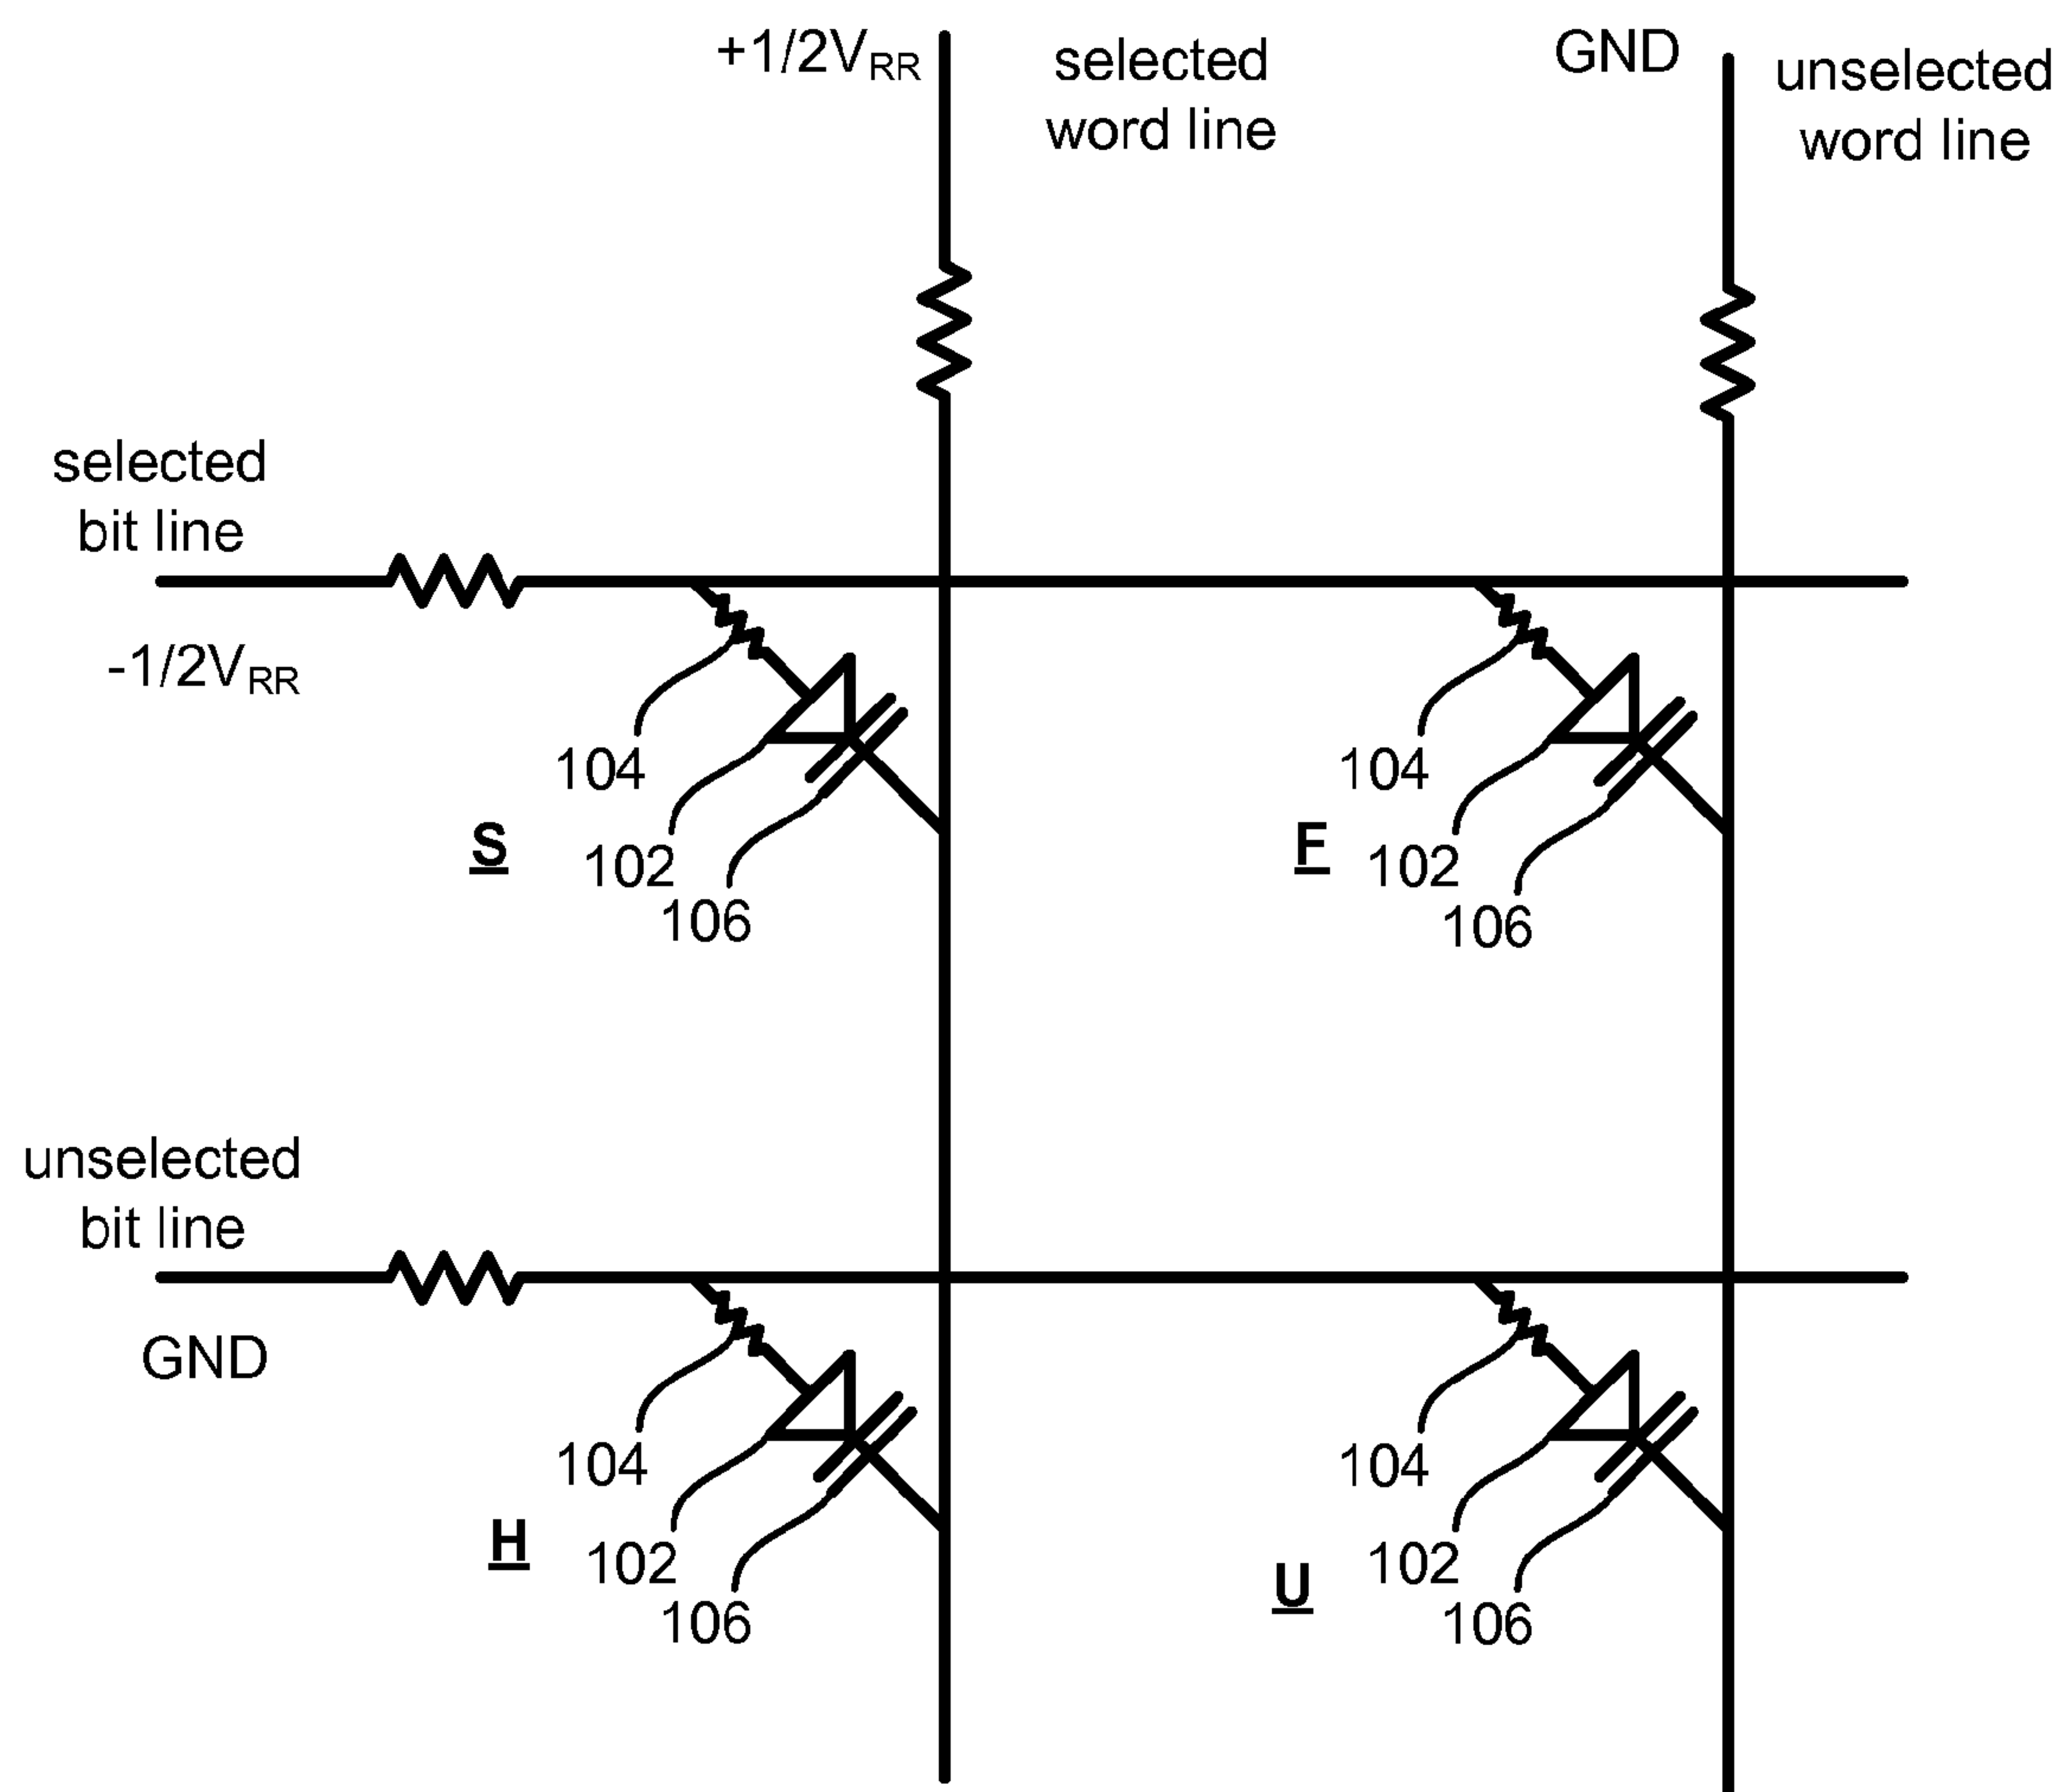 +1/2VRR
selected
word line
GND
unselected
word line
selected
bit line
-1/2VRR
104
102
106
S
104
102
106
F
unselected
bit line
GND
104
102
106
H
104
102
106
U